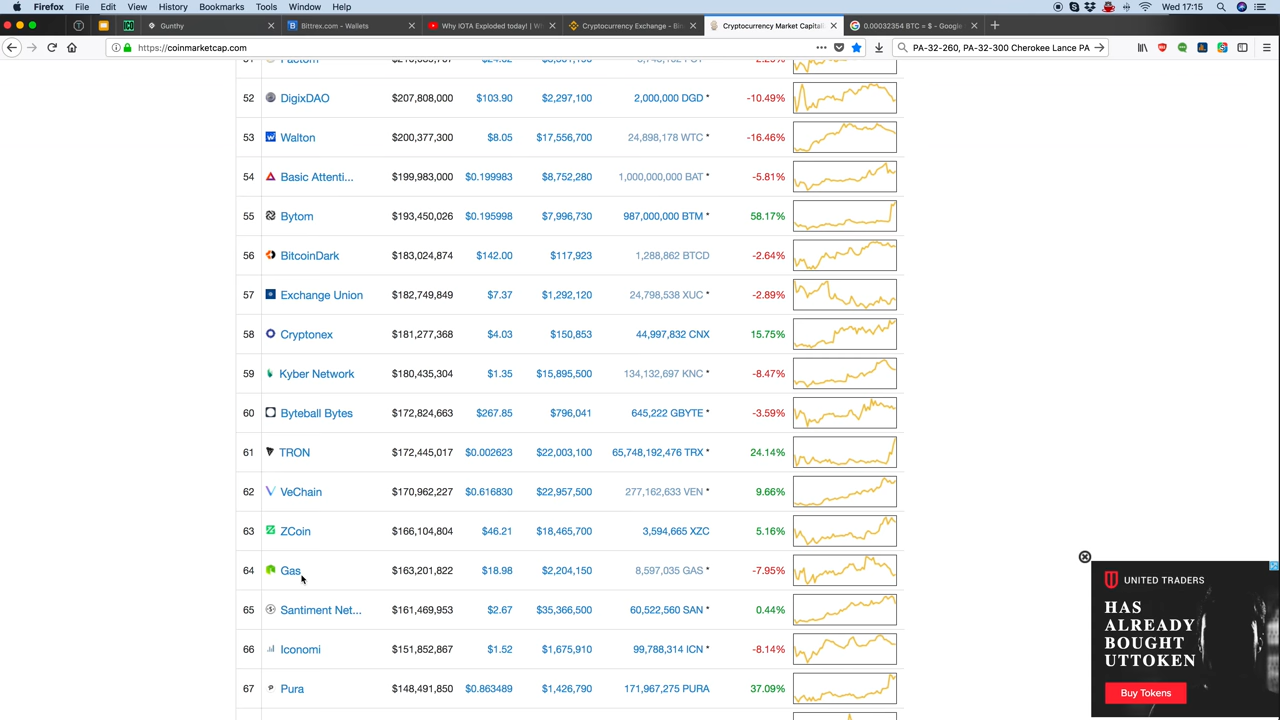 Firefox File Edit View History Bookmarks Tools Window Help Wed 17:15
Gunthy Bittrex.com - Wallets Why IOTA Exploded today! | W Cryptocurrency Exchange - Bi Cryptocurrency Market Capital 0.00032354 BTC = $ - Google
https://coinmarketcap.com PA-32-260, PA-32-300 Cherokee Lance PA
52 DigixDAO $207,808,000 $103.90 $2,297,100 2,000,000 DGD * -10.49%
53 Walton $200,377,300 $8.05 $17,556,700 24,898,178 WTC * -16.46%
54 Basic Attenti... $199,983,000 $0.199983 $8,752,280 1,000,000,000 BAT * -5.81%
55 Bytom $193,450,026 $0.195998 $7,996,730 987,000,000 BTM * 58.17%
56 BitcoinDark $183,024,874 $142.00 $117,923 1,288,862 BTCD -2.64%
57 Exchange Union $182,749,849 $7.37 $1,292,120 24,798,538 XUC * -2.89%
58 Cryptonex $181,277,368 $4.03 $150,853 44,997,832 CNX 15.75%
59 Kyber Network $180,435,304 $1.35 $15,895,500 134,132,697 KNC * -8.47%
60 Byteball Bytes $172,824,663 $267.85 $796,041 645,222 GBYTE * -3.59%
61 TRON $172,445,017 $0.002623 $22,003,100 65,748,192,476 TRX * 24.14%
62 VeChain $170,962,227 $0.616830 $22,957,500 277,162,633 VEN * 9.66%
63 ZCoin $166,104,804 $46.21 $18,465,700 3,594,665 XZC 5.16%
64 Gas $163,201,822 $18.98 $2,204,150 8,597,035 GAS * -7.95%
65 Santiment Net... $161,469,953 $2.67 $35,366,500 60,522,560 SAN * 0.44%
66 Iconomi $151,852,867 $1.52 $1,675,910 99,788,314 ICN * -8.14%
67 Pura $148,491,850 $0.863489 $1,426,790 171,967,275 PURA 37.09%
UNITED TRADERS
HAS
ALREADY
BOUGHT
UTTOKEN
Buy Tokens